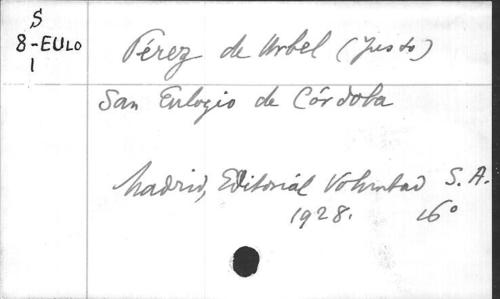 S
8-EULO
1
Pérez de Urbel (Justo)
San Eulogio de Córdoba
Madrid, Editorial Voluntad S.A.
1928. 16°